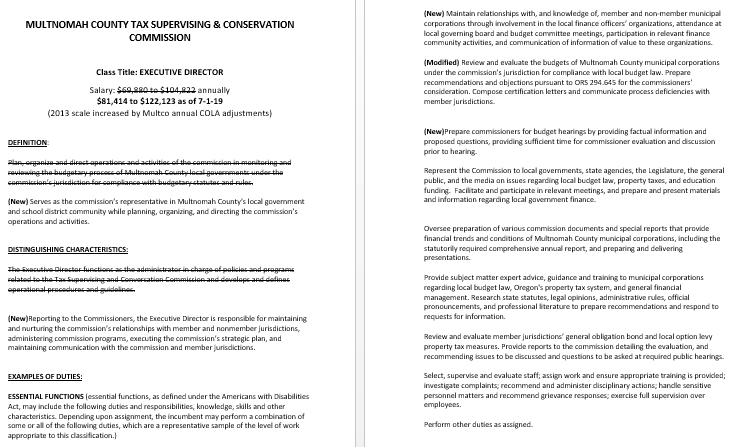 MULTNOMAH COUNTY TAX SUPERVISING & CONSERVATION
COMMISSION
Class Title: EXECUTIVE DIRECTOR
Salary: $69,880 to $104,822 annually
$81,414 to $122,123 as of 7-1-19
(2013 scale increased by Multco annual COLA adjustments)
DEFINITION:
Plan, organize and direct operations and activities of the commission in monitoring and
reviewing the budgetary process of Multnomah County local governments under the
commission's jurisdiction for compliance with budgetary statutes and rules.
(New) Serves as the commission's representative in Multnomah County's local government
and school district community while planning, organizing, and directing the commission's
operations and activities.
DISTINGUISHING CHARACTERISTICS:
The Executive Director functions as the administrator in charge of policies and programs
related to the Tax Supervising and Conversation Commission and develops and defines
operational procedures and guidelines.
(New)Reporting to the Commissioners, the Executive Director is responsible for maintaining
and nurturing the commission's relationships with member and nonmember jurisdictions,
administering commission programs, executing the commission's strategic plan, and
maintaining communication with the commission and member jurisdictions.
EXAMPLES OF DUTIES:
ESSENTIAL FUNCTIONS (essential functions, as defined under the Americans with Disabilities
Act, may include the following duties and responsibilities, knowledge, skills and other
characteristics. Depending upon assignment, the incumbent may perform a combination of
some or all of the following duties, which are a representative sample of the level of work
appropriate to this classification.)
(New) Maintain relationships with, and knowledge of, member and non-member municipal
corporations through involvement in the local finance officers' organizations, attendance at
local governing board and budget committee meetings, participation in relevant finance
community activities, and communication of information of value to these organizations.
(Modified) Review and evaluate the budgets of Multnomah County municipal corporations
under the commission's jurisdiction for compliance with local budget law. Prepare
recommendations and objections pursuant to ORS 294.645 for the commissioners'
consideration. Compose certification letters and communicate process deficiencies with
member jurisdictions.
(New)Prepare commissioners for budget hearings by providing factual information and
proposed questions, providing sufficient time for commissioner evaluation and discussion
prior to hearing.
Represent the Commission to local governments, state agencies, the Legislature, the general
public, and the media on issues regarding local budget law, property taxes, and education
funding. Facilitate and participate in relevant meetings, and prepare and present materials
and information regarding local government finance.
Oversee preparation of various commission documents and special reports that provide
financial trends and conditions of Multnomah County municipal corporations, including the
statutorily required comprehensive annual report, and preparing and delivering
presentations.
Provide subject matter expert advice, guidance and training to municipal corporations
regarding local budget law, Oregon's property tax system, and general financial
management. Research state statutes, legal opinions, administrative rules, official
pronouncements, and professional literature to prepare recommendations and respond to
requests for information.
Review and evaluate member jurisdictions' general obligation bond and local option levy
property tax measures. Provide reports to the commission detailing the evaluation, and
recommending issues to be discussed and questions to be asked at required public hearings.
Select, supervise and evaluate staff; assign work and ensure appropriate training is provided;
investigate complaints; recommend and administer disciplinary actions; handle sensitive
personnel matters and recommend grievance responses; exercise full supervision over
employees.
Perform other duties as assigned.